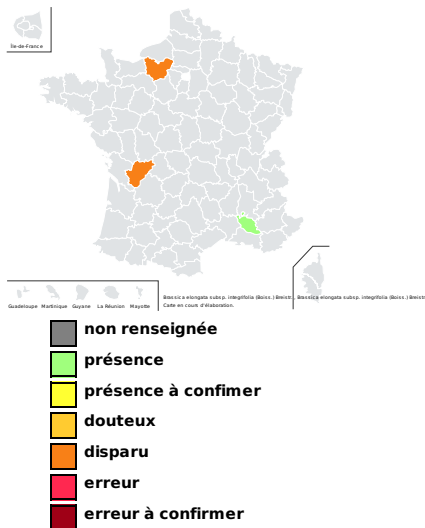 Île-de-France
Guadeloupe Martinique Guyane La Réunion Mayotte
Brassica elongata subsp. integrifolia (Boiss.) Breistr., Brassica elongata subsp. integrifolia (Boiss.) Breistr
Carte en cours d'élaboration.
non renseignée
présence
présence à confimer
douteux
disparu
erreur
erreur à confirmer